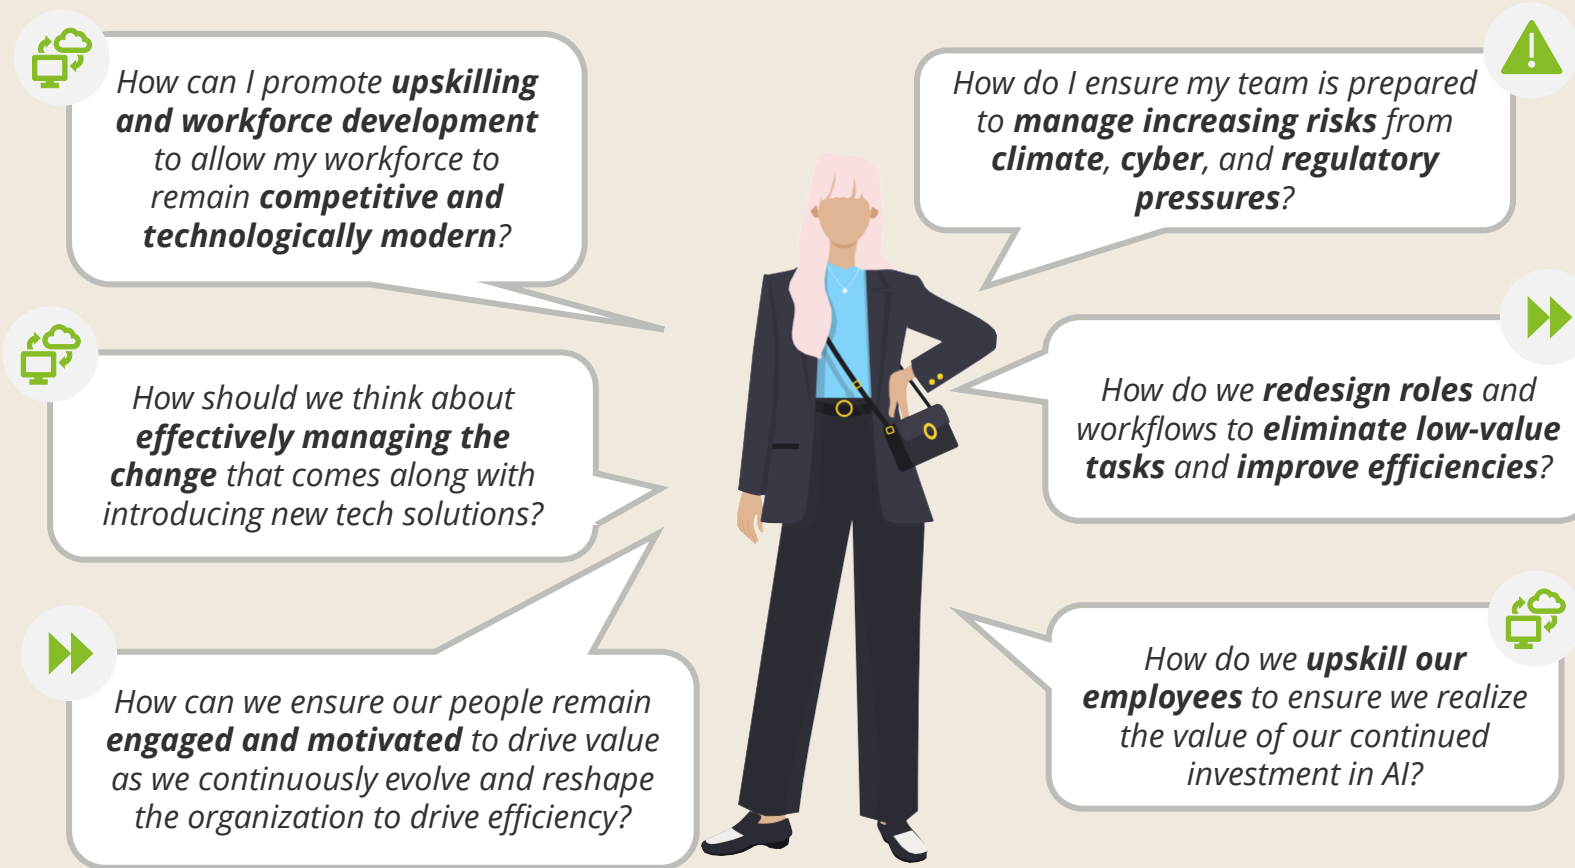 How can I promote upskilling
and workforce development
to allow my workforce to
remain competitive and
technologically modern?
How do I ensure my team is prepared
to manage increasing risks from
climate, cyber, and regulatory
pressures?
How should we think about
effectively managing the
change that comes along with
introducing new tech solutions?
How do we redesign roles and
workflows to eliminate low-value
tasks and improve efficiencies?
How can we ensure our people remain
engaged and motivated to drive value
as we continuously evolve and reshape
the organization to drive efficiency?
How do we upskill our
employees to ensure we realize
the value of our continued
investment in AI?